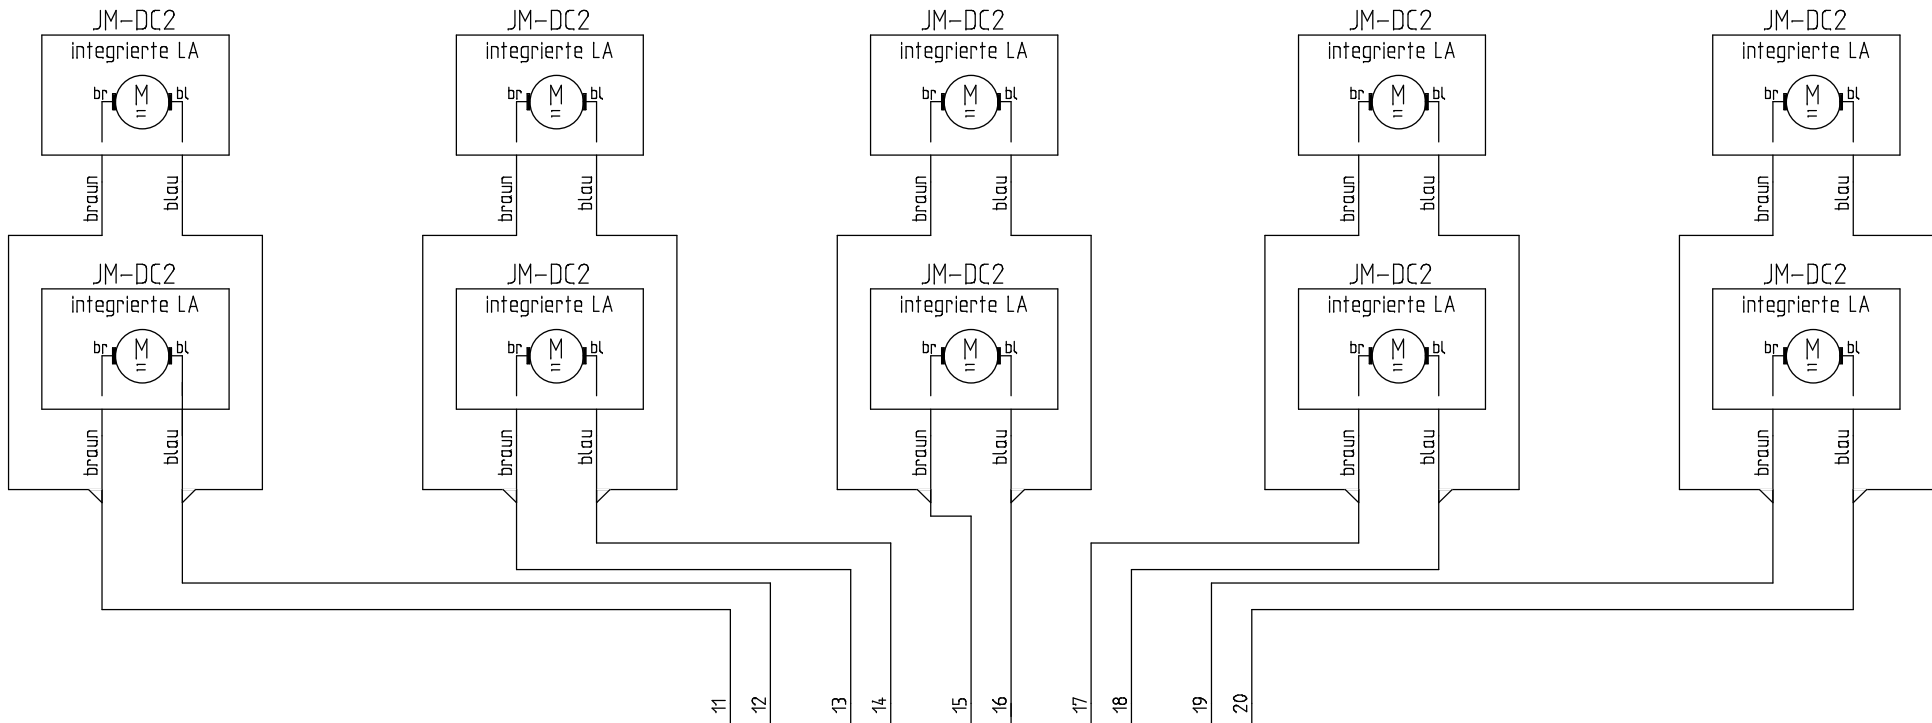 JM-DC2 JM-DC2 JM-DC2 JM-DC2 JM-DC2
integrierte LA integrierte LA integrierte LA integrierte LA integrierte LA
br M bl br M bl br M bl br M bl br M bl
= = = = =
braun blau braun blau braun blau braun blau braun blau
JM-DC2 JM-DC2 JM-DC2 JM-DC2 JM-DC2
integrierte LA integrierte LA integrierte LA integrierte LA integrierte LA
br M bl br M bl br M bl br M bl br M bl
= = = = =
braun blau braun blau braun blau braun blau braun blau
11 12 13 14 15 16 17 18 19 20